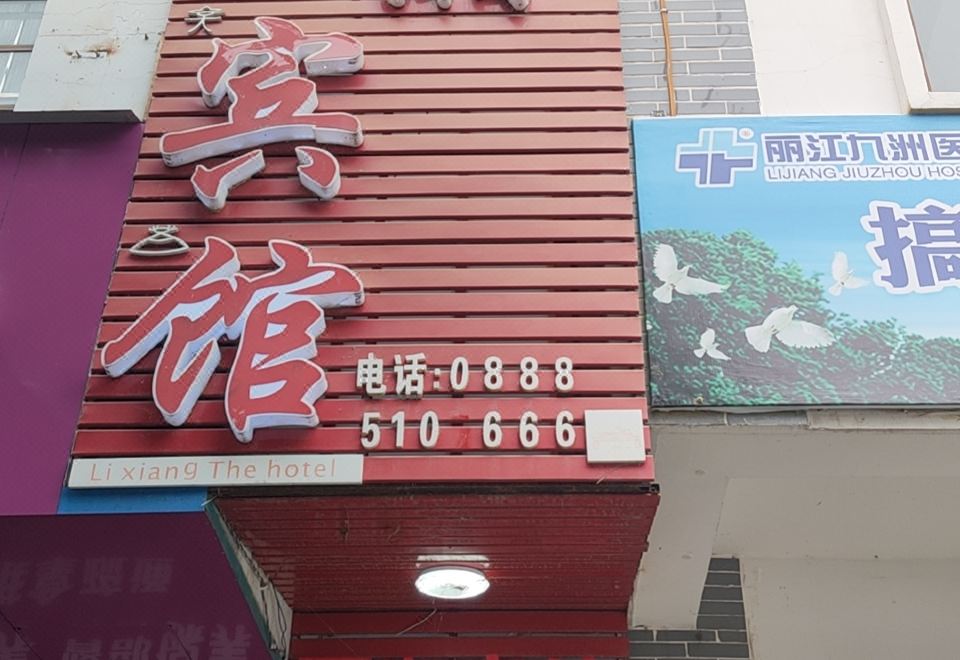 宾
馆
电话:0888
510 666
Li xiang The hotel
丽江九洲医
LIJIANG JIUZHOU HOS
搞